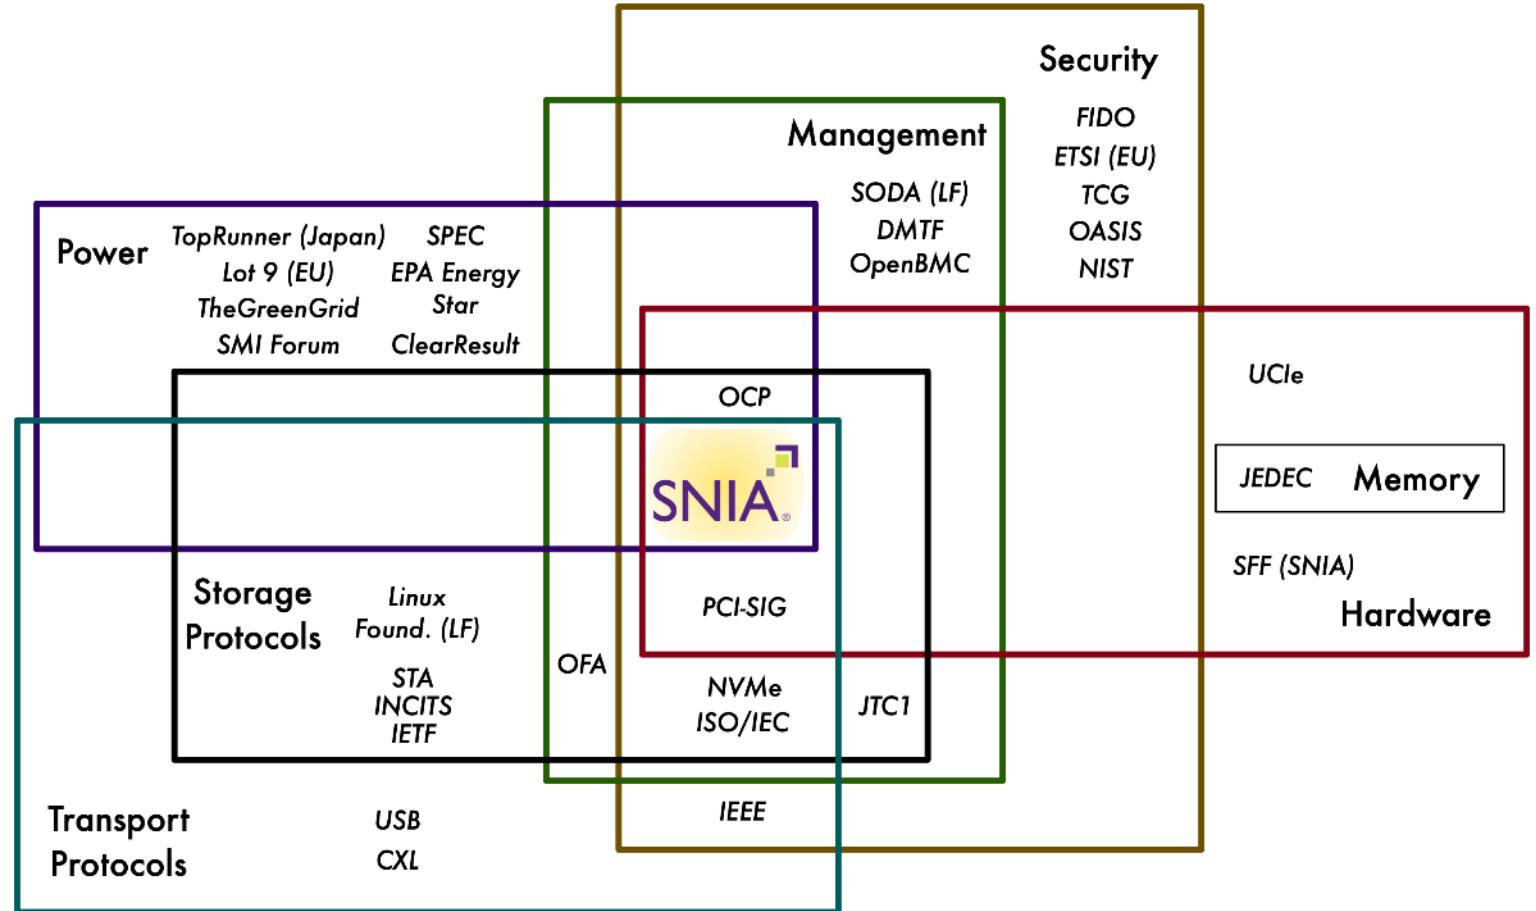 Security
FIDO
ETSI (EU)
TCG
OASIS
NIST
Management
SODA (LF)
DMTF
OpenBMC
Power
TopRunner (Japan)
Lot 9 (EU)
TheGreenGrid
SMI Forum
SPEC
EPA Energy
Star
ClearResult
UCIe
JEDEC Memory
SFF (SNIA)
Hardware
OCP
SNIA®
PCI-SIG
Storage
Protocols
Linux
Found. (LF)
STA
INCITS
IETF
OFA
NVMe
ISO/IEC
JTC1
IEEE
Transport
Protocols
USB
CXL